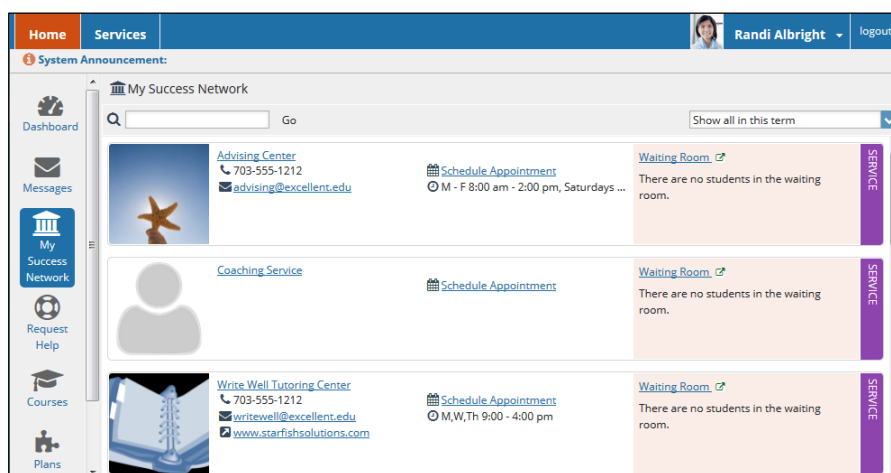 Home
Services
Randi Albright
logout
System Announcement:
Dashboard
Messages
My
Success
Network
Request
Help
Courses
Plans
My Success Network
Go
Show all in this term
Advising Center
703-555-1212
advising@excellent.edu
Schedule Appointment
M - F 8:00 am - 2:00 pm, Saturdays ...
Waiting Room
There are no students in the waiting
room.
SERVICE
Coaching Service
Schedule Appointment
Waiting Room
There are no students in the waiting
room.
SERVICE
Write Well Tutoring Center
703-555-1212
writewell@excellent.edu
www.starfishsolutions.com
Schedule Appointment
M,W,Th 9:00 - 4:00 pm
Waiting Room
There are no students in the waiting
room.
SERVICE